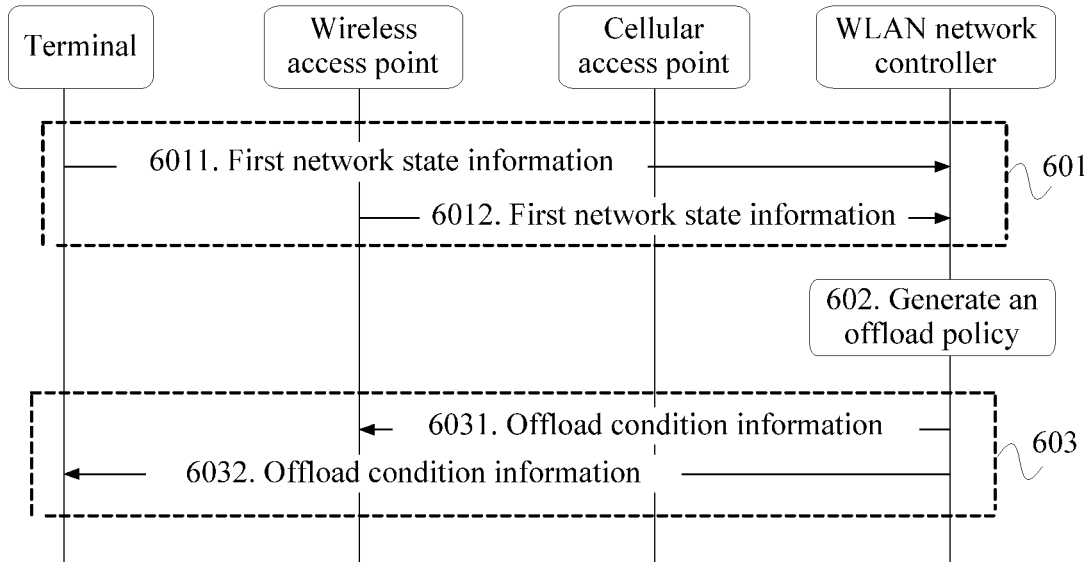 Terminal
Wireless
access point
Cellular
access point
WLAN network
controller
6011. First network state information
601
6012. First network state information
602. Generate an
offload policy
6031. Offload condition information
603
6032. Offload condition information